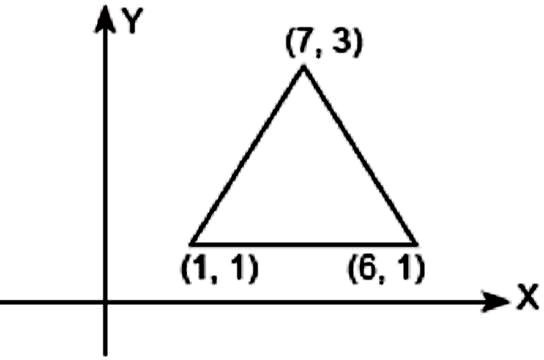 Y
(7, 3)
(1, 1) (6, 1)
X